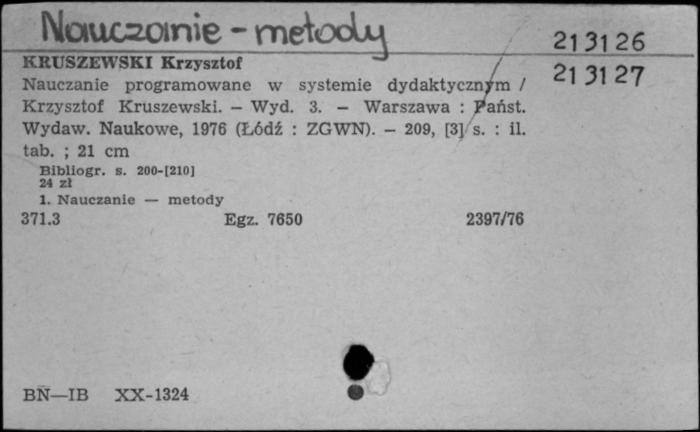 Nauczanie - metody
213126
KRUSZEWSKI Krzysztof
213127
Nauczanie programowane w systemie dydaktycznym /
Krzysztof Kruszewski. — Wyd. 3. — Warszawa : Państ.
Wydaw. Naukowe, 1976 (Łódź : ZGWN). — 209, [3] s. : il.
tab. ; 21 cm
Bibliogr. s. 200-[210]
24 zł
1. Nauczanie — metody
371.3 Egz. 7650 2397/76
BN—IB XX-1324